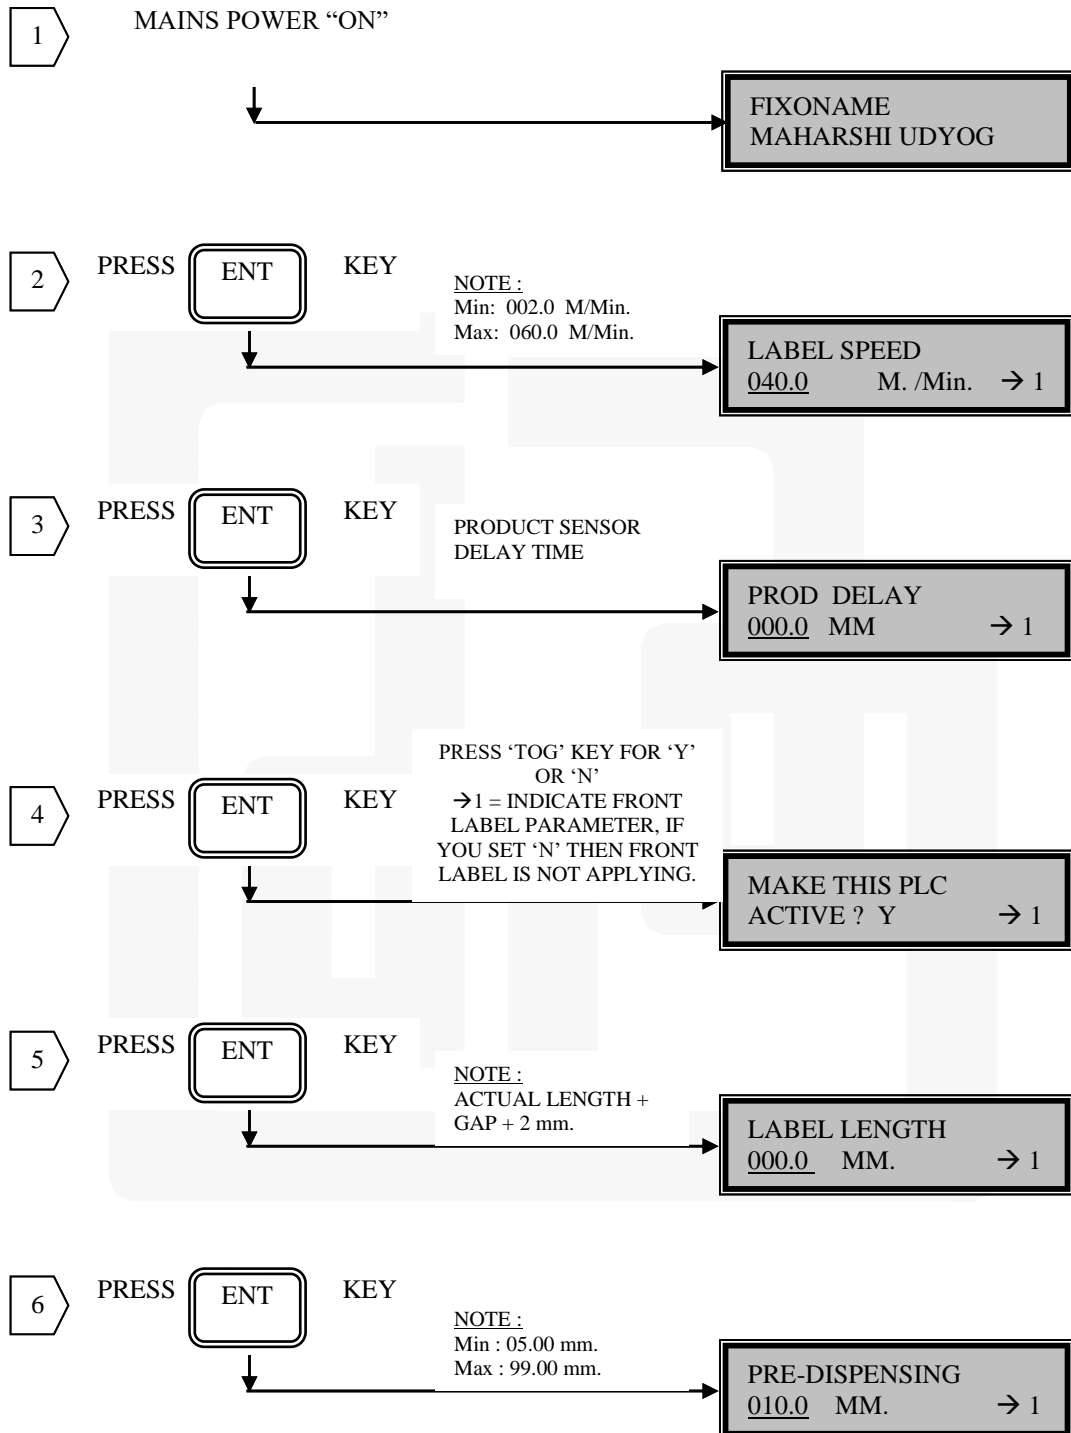 1
MAINS POWER “ON”
FIXONAME
MAHARSHI UDYOG
2
PRESS ENT KEY
NOTE :
Min: 002.0 M/Min.
Max: 060.0 M/Min.
LABEL SPEED
040.0 M. /Min. → 1
3
PRESS ENT KEY
PRODUCT SENSOR
DELAY TIME
PROD DELAY
000.0 MM → 1
4
PRESS ENT KEY
PRESS ‘TOG’ KEY FOR ‘Y’
OR ‘N’
→1 = INDICATE FRONT
LABEL PARAMETER, IF
YOU SET ‘N’ THEN FRONT
LABEL IS NOT APPLYING.
MAKE THIS PLC
ACTIVE ? Y → 1
5
PRESS ENT KEY
NOTE :
ACTUAL LENGTH +
GAP + 2 mm.
LABEL LENGTH
000.0 MM. → 1
6
PRESS ENT KEY
NOTE :
Min : 05.00 mm.
Max : 99.00 mm.
PRE-DISPENSING
010.0 MM. → 1